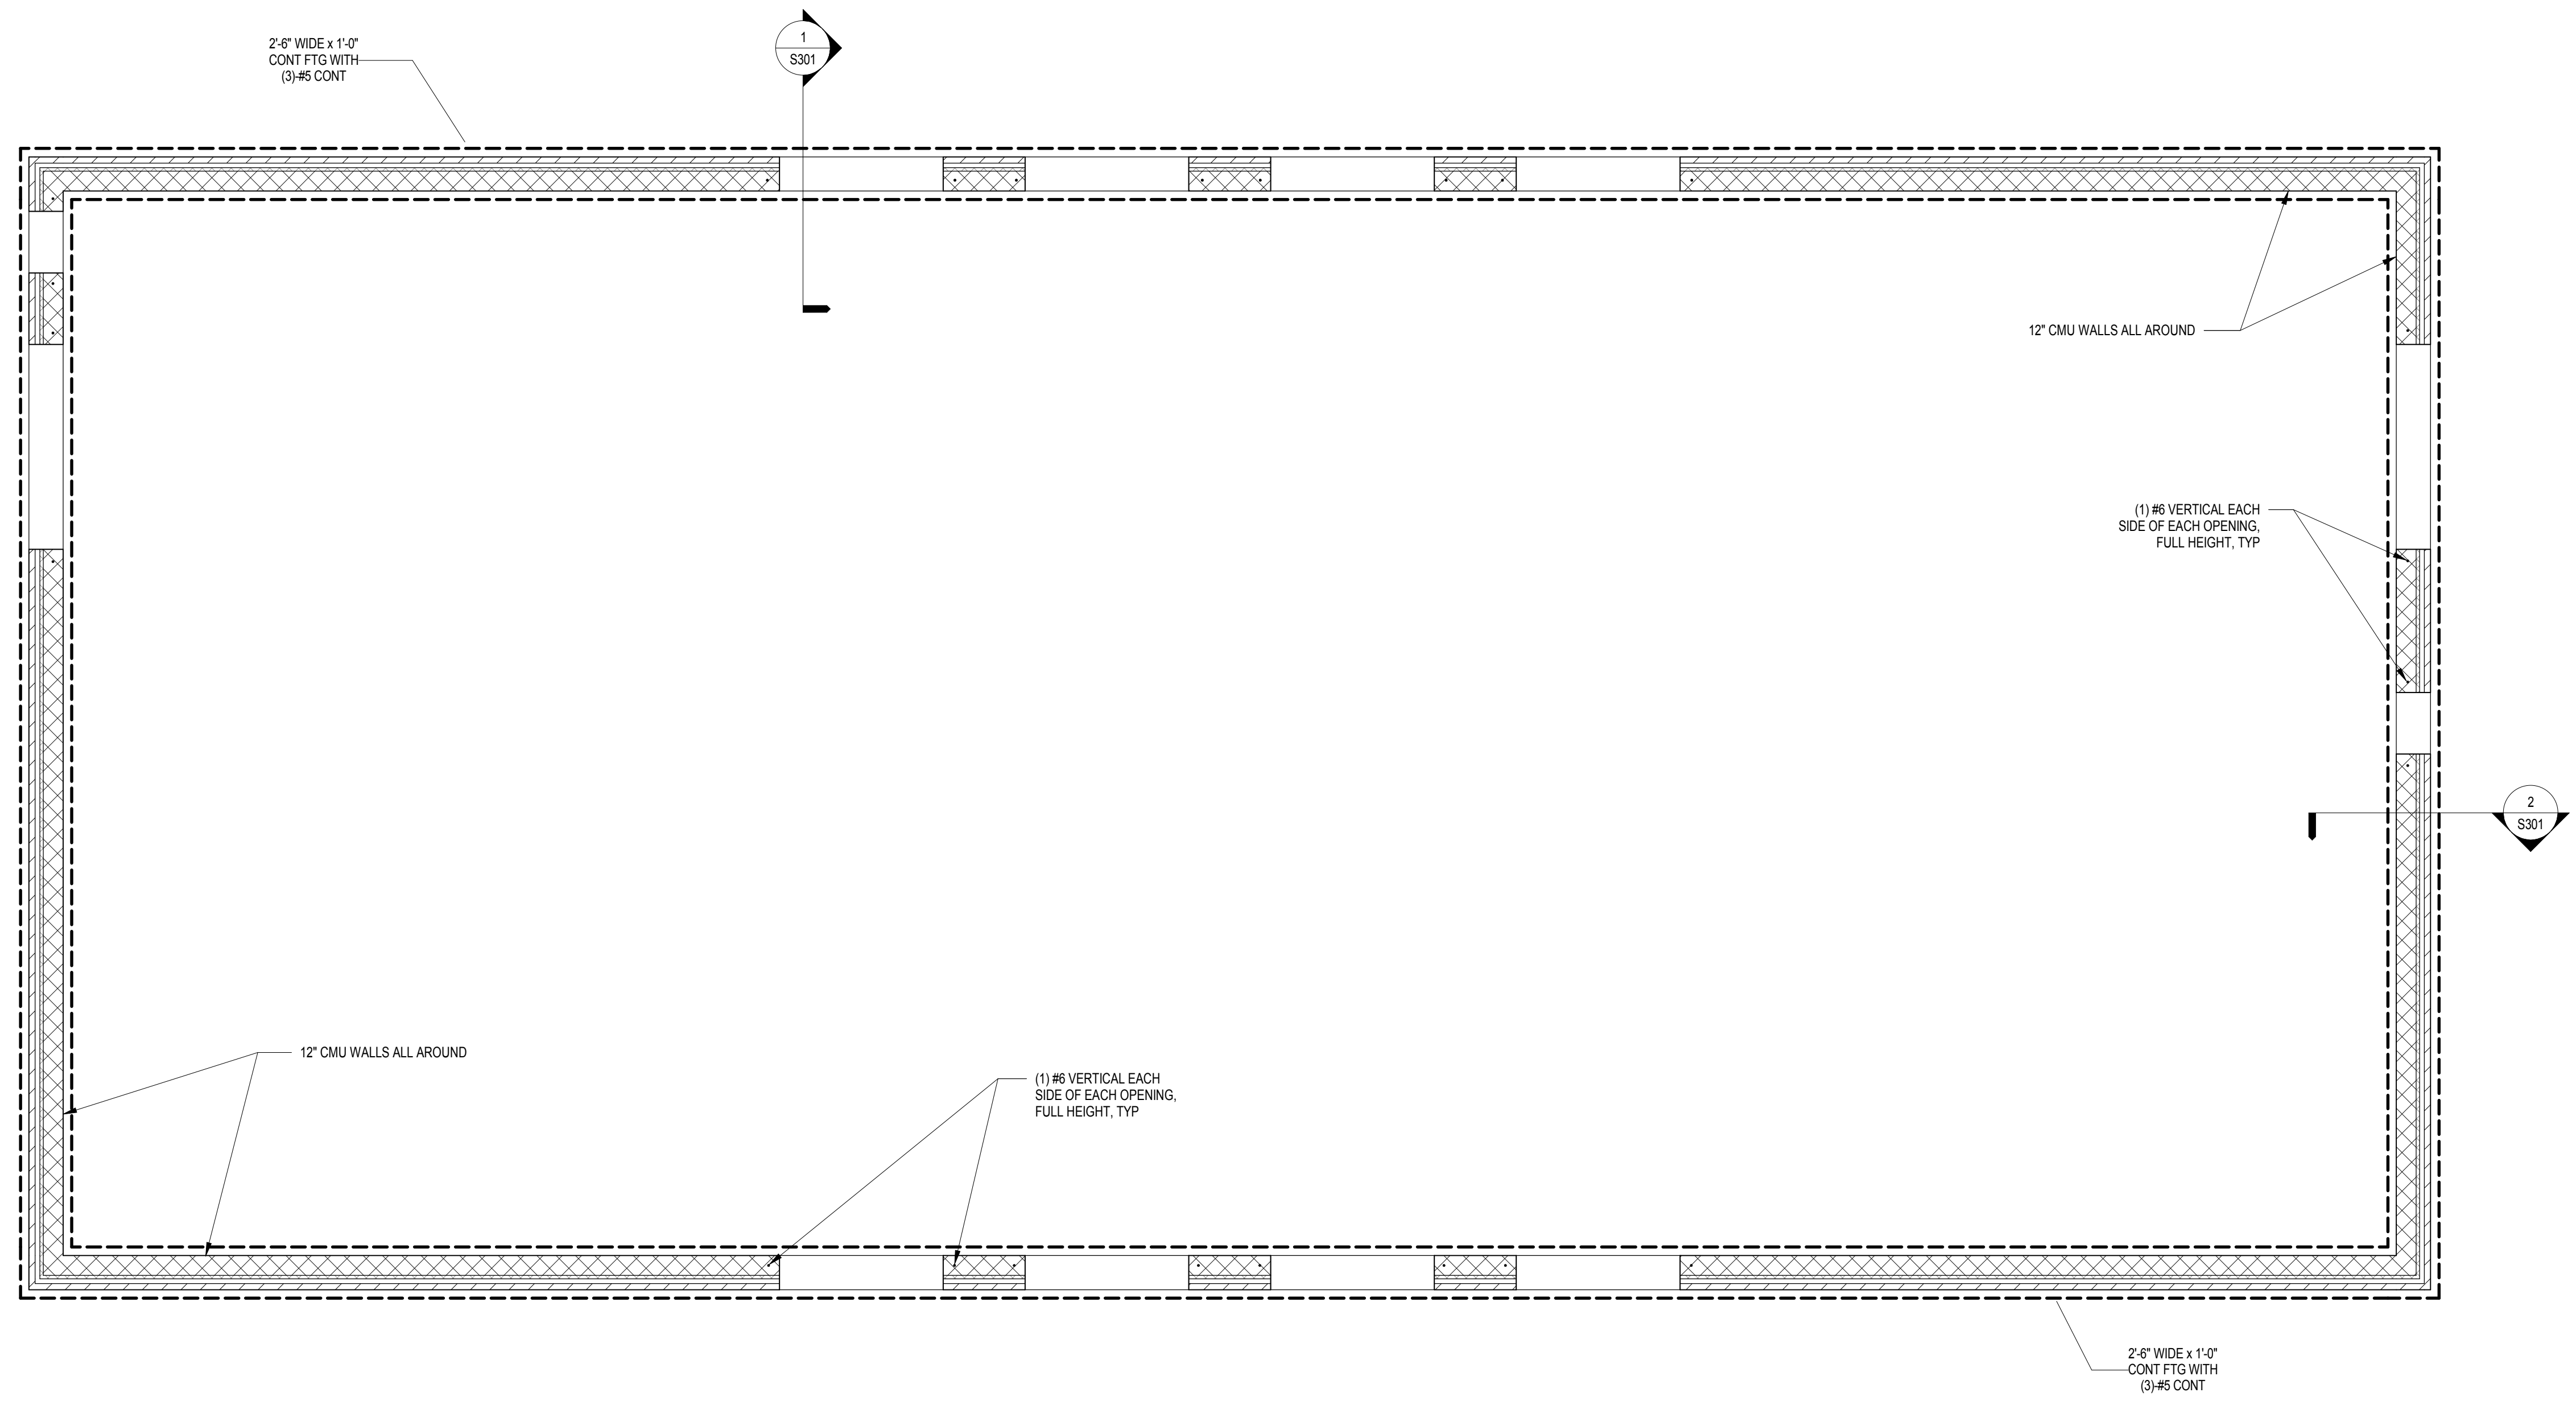 1
S301
2'-6" WIDE x 1'-0"
CONT FTG WITH
(3)-#5 CONT
12" CMU WALLS ALL AROUND
(1) #6 VERTICAL EACH
SIDE OF EACH OPENING,
FULL HEIGHT, TYP
2
S301
12" CMU WALLS ALL AROUND
(1) #6 VERTICAL EACH
SIDE OF EACH OPENING,
FULL HEIGHT, TYP
2'-6" WIDE x 1'-0"
CONT FTG WITH
(3)-#5 CONT